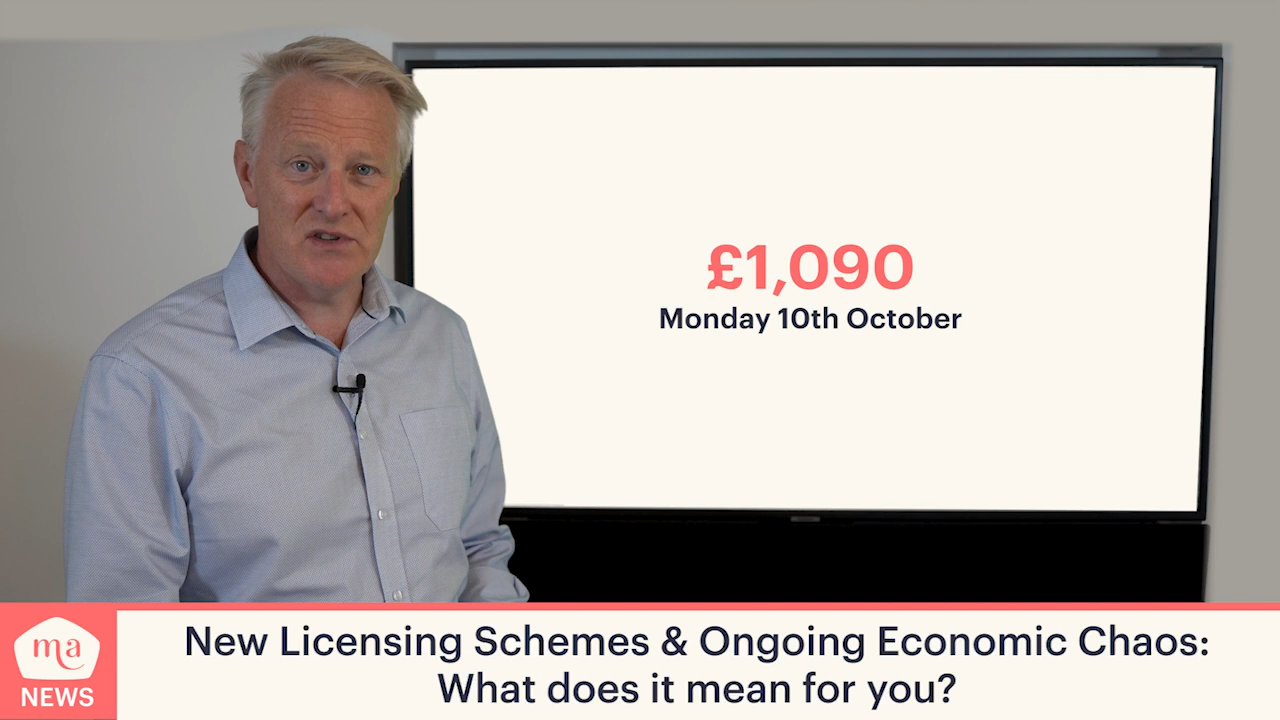 £1,090
Monday 10th October
New Licensing Schemes & Ongoing Economic Chaos:
What does it mean for you?
ma
NEWS